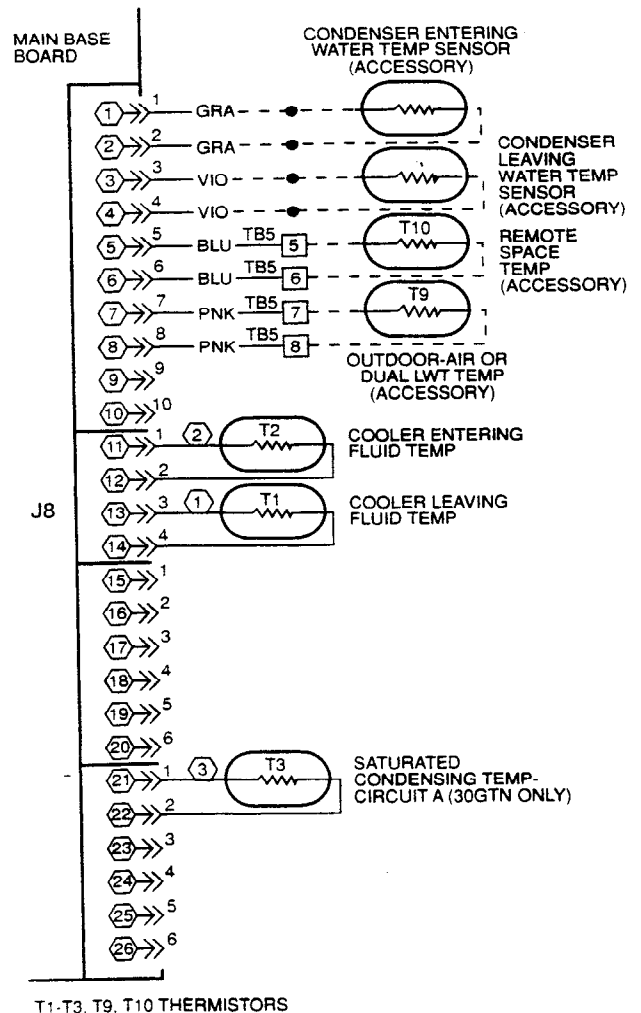 MAIN BASE
BOARD
CONDENSER ENTERING
WATER TEMP SENSOR
(ACCESSORY)
1 1 GRA
2 2 GRA
CONDENSER
LEAVING
WATER TEMP
SENSOR
(ACCESSORY)
3 3 VIO
4 4 VIO
5 5 BLU TB5 5 T10
REMOTE
SPACE
TEMP
(ACCESSORY)
6 6 BLU TB5 6
7 7 PNK TB5 7 T9
8 8 PNK TB5 8
OUTDOOR-AIR OR
DUAL LWT TEMP
(ACCESSORY)
9 9
10 10
11 1 2 T2
COOLER ENTERING
FLUID TEMP
12 2
J8
13 3 1 T1
COOLER LEAVING
FLUID TEMP
14 4
15 1
16 2
17 3
18 4
19 5
20 6
21 1 3 T3
SATURATED
CONDENSING TEMP-
CIRCUIT A (30GTN ONLY)
22 2
23 3
24 4
25 5
26 6
T1-T3, T9, T10 THERMISTORS